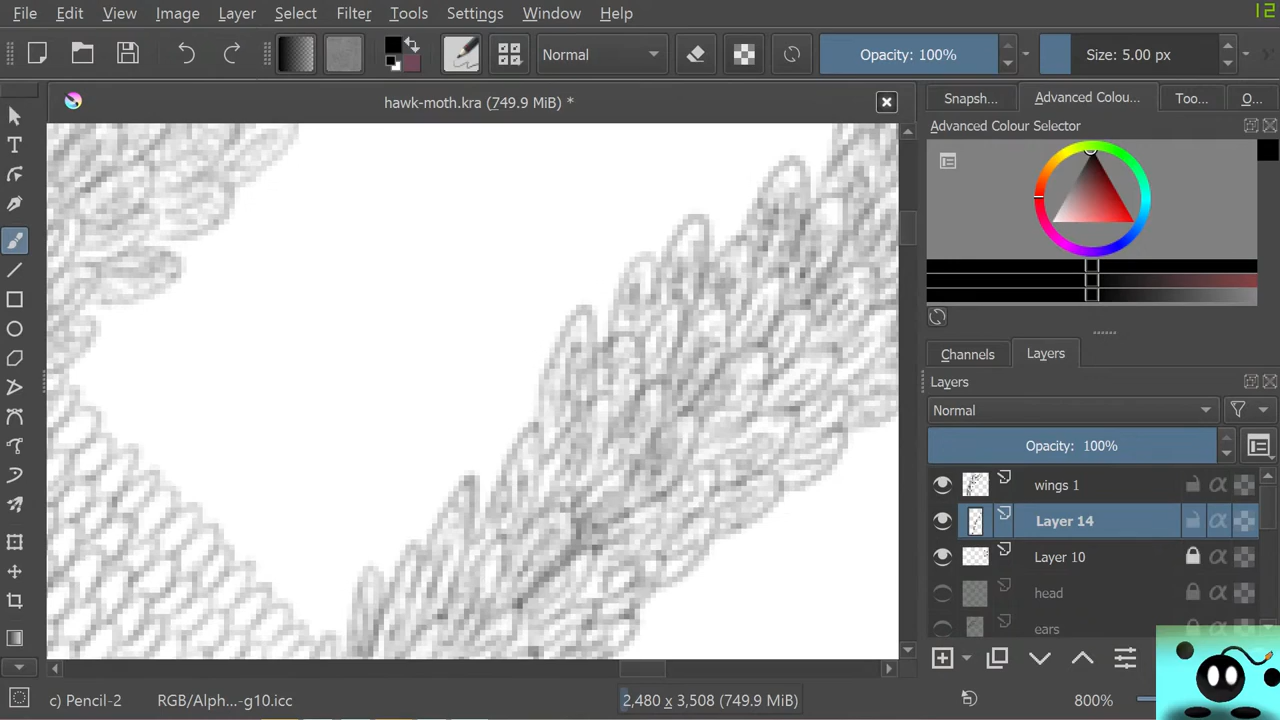 File Edit View Image Layer Select Filter Tools Settings Window Help
12
Normal
Opacity: 100%
Size: 5.00 px
hawk-moth.kra (749.9 MiB) *
Snapsh... Advanced Colou... Too... O...
Advanced Colour Selector
Channels Layers
Layers
Normal
Opacity: 100%
wings 1
Layer 14
Layer 10
head
ears
c) Pencil-2 RGB/Alph...-g10.icc 2,480 x 3,508 (749.9 MiB) 800%